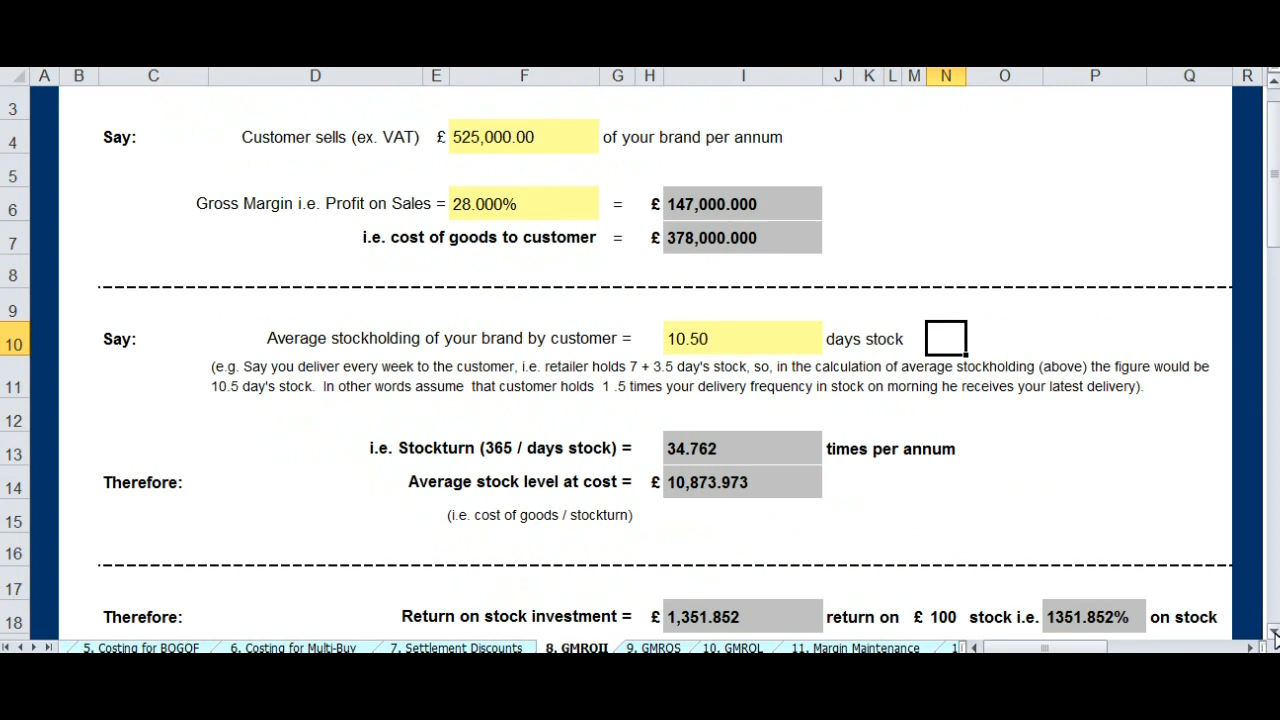 A B C D E F G H I J K L M N O P Q R
3
4 Say: Customer sells (ex. VAT) £ 525,000.00 of your brand per annum
5
6 Gross Margin i.e. Profit on Sales = 28.000% = £ 147,000.000
7 i.e. cost of goods to customer = £ 378,000.000
8
9
10 Say: Average stockholding of your brand by customer = 10.50 days stock
(e.g. Say you deliver every week to the customer, i.e. retailer holds 7 + 3.5 day's stock, so, in the calculation of average stockholding (above) the figure would be
11 10.5 day's stock. In other words assume that customer holds 1 .5 times your delivery frequency in stock on morning he receives your latest delivery).
12
13 i.e. Stockturn (365 / days stock) = 34.762 times per annum
14 Therefore: Average stock level at cost = £ 10,873.973
15 (i.e. cost of goods / stockturn)
16
17
18 Therefore: Return on stock investment = £ 1,351.852 return on £ 100 stock i.e. 1351.852% on stock
5. Costing for BOGOF 6. Costing for Multi-Buy 7. Settlement Discounts 8. GMROII 9. GMROS 10. GMROL 11. Margin Maintenance 1